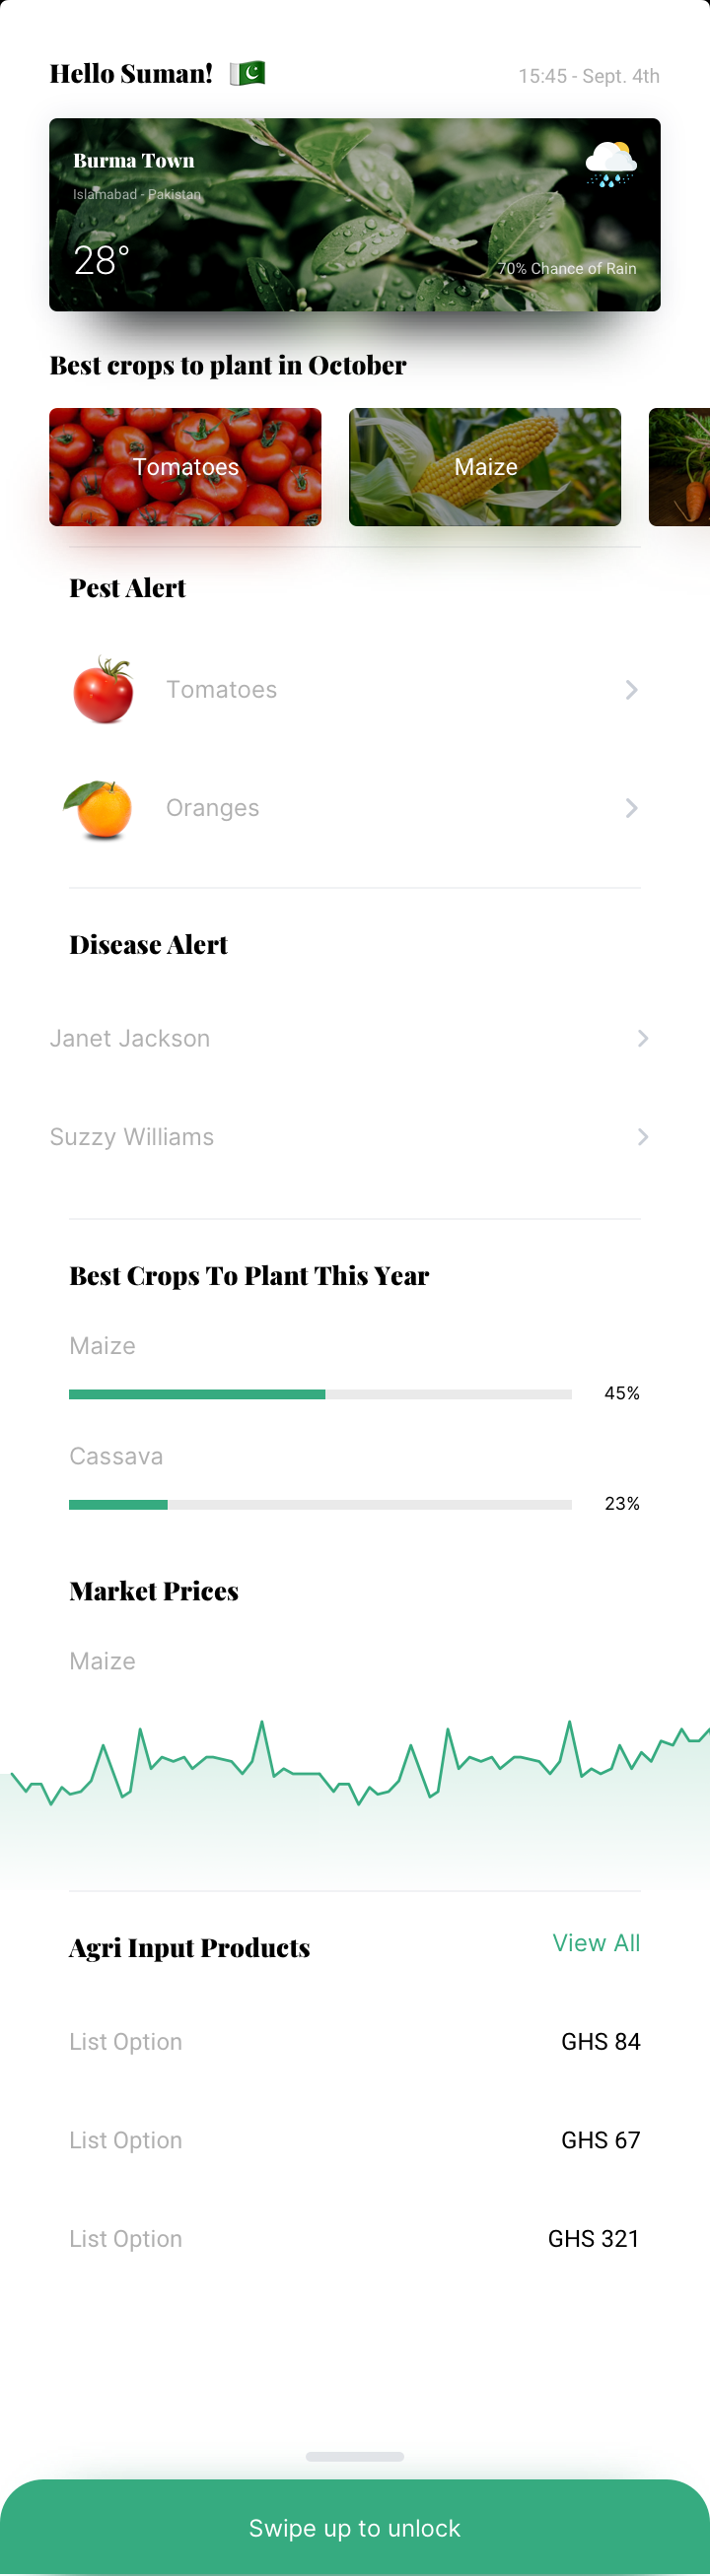 Hello Suman!
15:45 - Sept. 4th
Burma Town
Islamabad - Pakistan
28°
70% Chance of Rain
Best crops to plant in October
Tomatoes
Maize
Pest Alert
Tomatoes
Oranges
Disease Alert
Janet Jackson
Suzzy Williams
Best Crops To Plant This Year
Maize
45%
Cassava
23%
Market Prices
Maize
Agri Input Products
View All
List Option
GHS 84
List Option
GHS 67
List Option
GHS 321
Swipe up to unlock